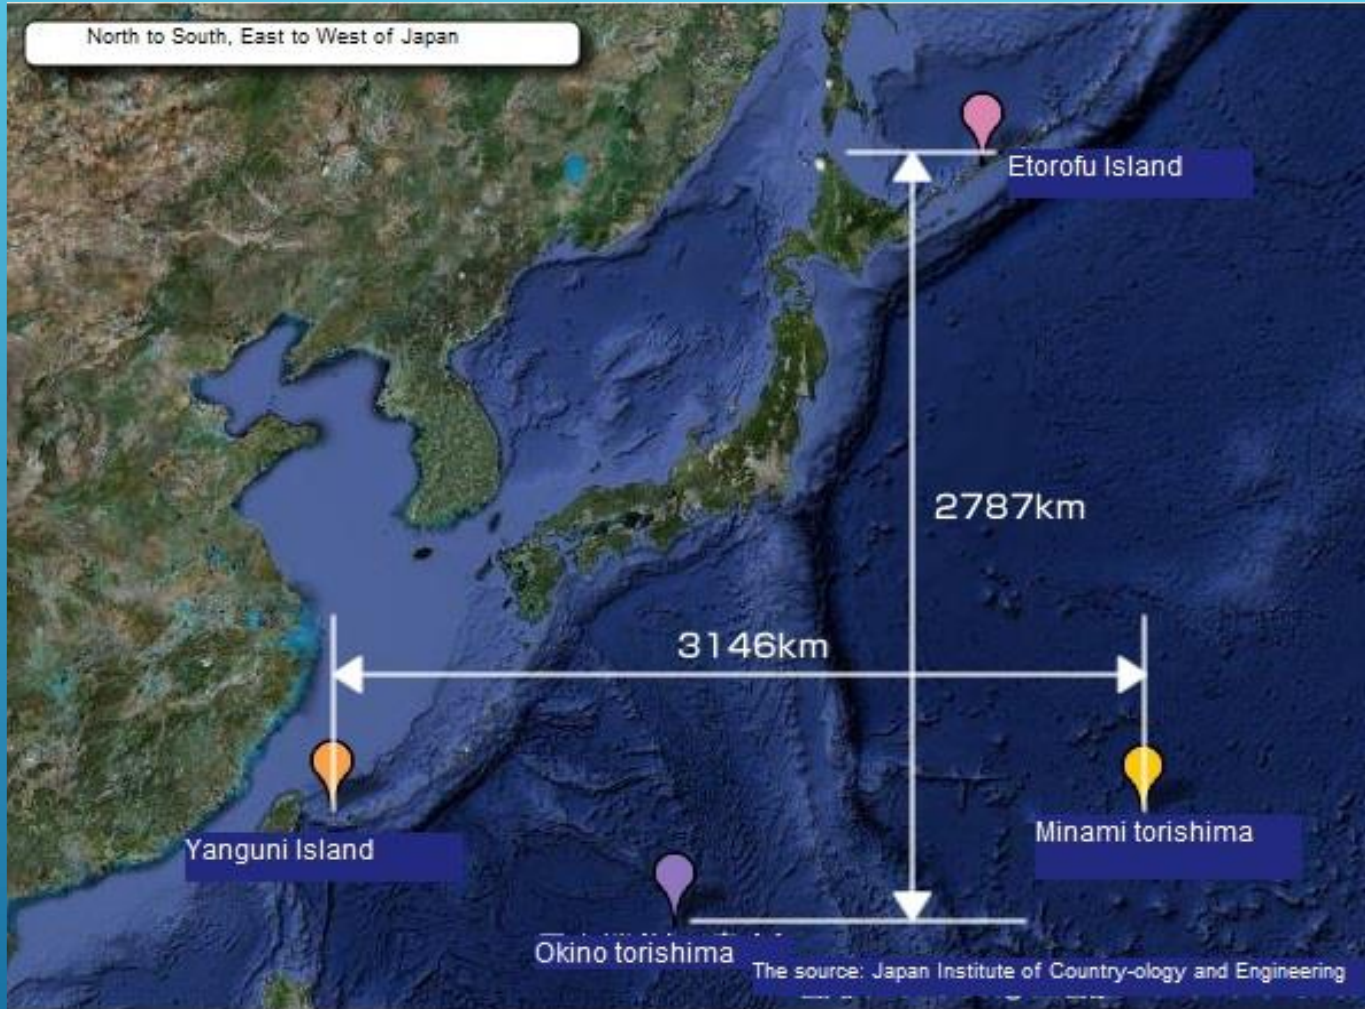 North to South, East to West of Japan
Etorofu Island
2787km
3146km
Yanguni Island
Minami torishima
Okino torishima
The source: Japan Institute of Country-ology and Engineering